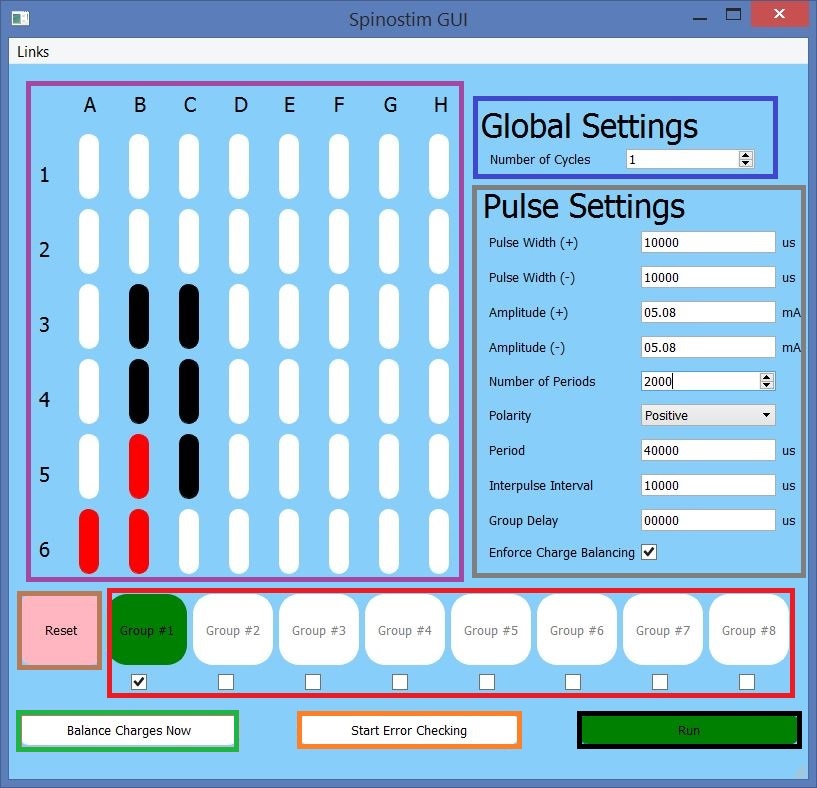 Spinostim GUI
Links
A B C D E F G H
1
2
3
4
5
6
Global Settings
Number of Cycles 1
Pulse Settings
Pulse Width (+) 10000 us
Pulse Width (-) 10000 us
Amplitude (+) 05.08 mA
Amplitude (-) 05.08 mA
Number of Periods 2000
Polarity Positive
Period 40000 us
Interpulse Interval 10000 us
Group Delay 00000 us
Enforce Charge Balancing
Reset Group #1 Group #2 Group #3 Group #4 Group #5 Group #6 Group #7 Group #8
Balance Charges Now Start Error Checking Run